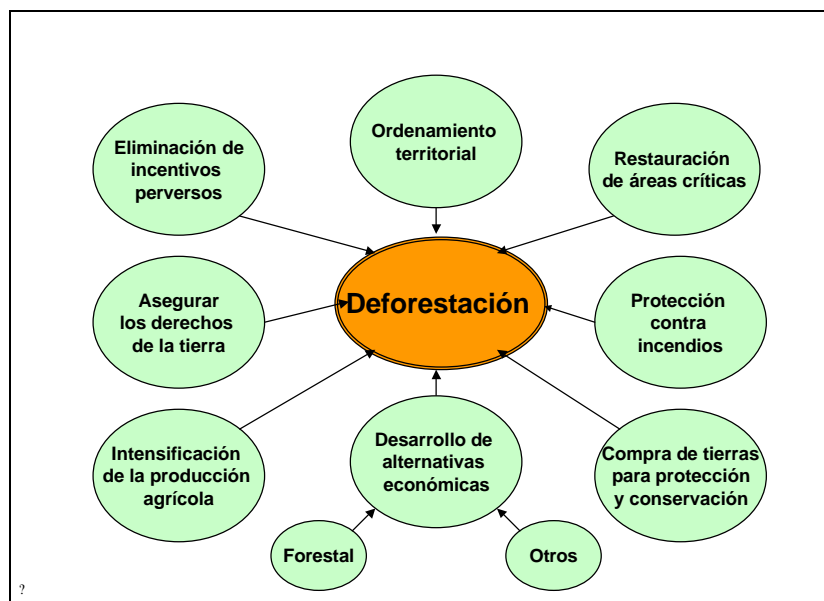 Eliminación de
incentivos
perversos
Ordenamiento
territorial
Restauración
de áreas críticas
Asegurar
los derechos
de la tierra
Deforestación
Protección
contra
incendios
Intensificación
de la producción
agrícola
Desarrollo de
alternativas
económicas
Compra de tierras
para protección
y conservación
Forestal
Otros
?